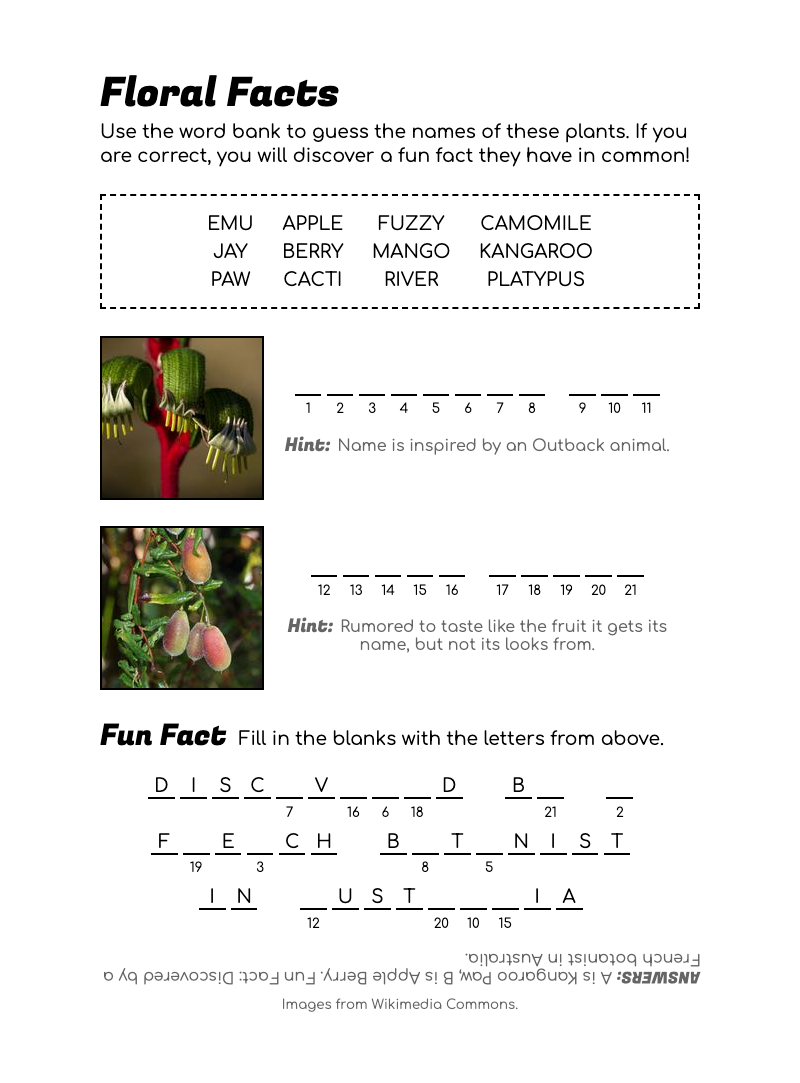 Floral Facts
Use the word bank to guess the names of these plants. If you
are correct, you will discover a fun fact they have in common!
EMU APPLE FUZZY CAMOMILE
JAY BERRY MANGO KANGAROO
PAW CACTI RIVER PLATYPUS
1 2 3 4 5 6 7 8 9 10 11
Hint: Name is inspired by an Outback animal.
12 13 14 15 16 17 18 19 20 21
Hint: Rumored to taste like the fruit it gets its
name, but not its looks from.
Fun Fact Fill in the blanks with the letters from above.
D I S C _ V _ _ _ D B _ _
7 16 6 18 21 2
F _ E _ C H B _ T _ N I S T
19 3 8 5
I N _ U S T _ _ _ I A
12 20 10 15
ANSWERS: A is Kangaroo Paw, B is Apple Berry. Fun Fact: Discovered by a
French botanist in Australia.
Images from Wikimedia Commons.